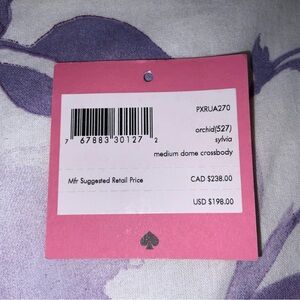 PXRUA270
orchid(527)
sylvia
7 67883 30127 2
medium dome crossbody
Mfr Suggested Retail Price CAD $238.00
USD $198.00